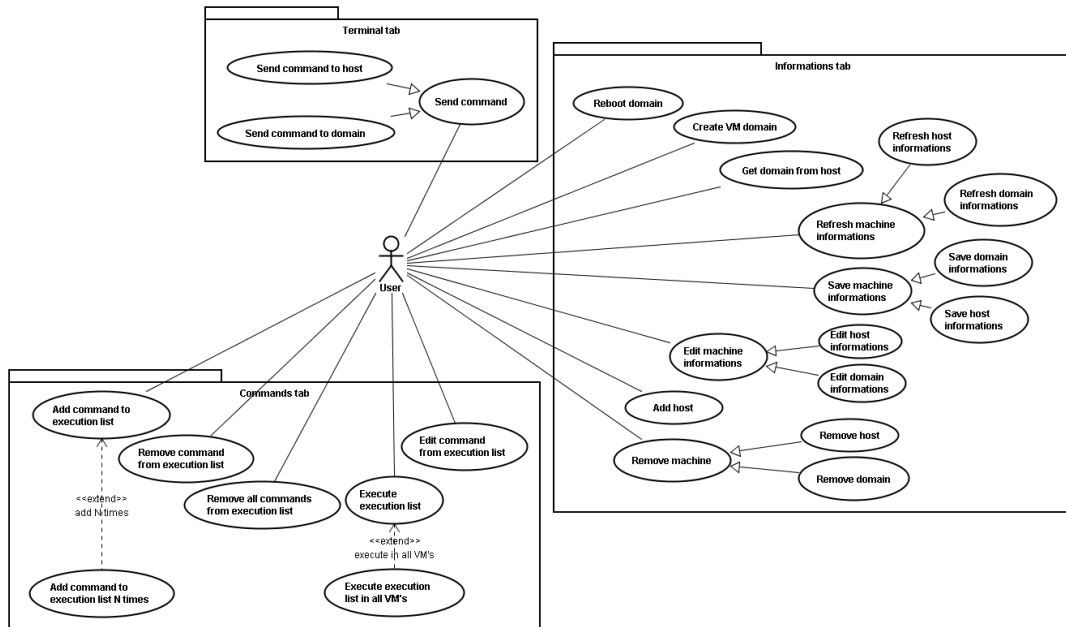 Terminal tab
Send command to host
Send command
Send command to domain
Informations tab
Reboot domain
Create VM domain
Refresh host
informations
Get domain from host
Refresh domain
informations
Refresh machine
informations
Save domain
informations
Save machine
informations
Save host
informations
Edit host
informations
Edit machine
informations
Edit domain
informations
Add host
Remove host
Remove machine
Remove domain
User
Commands tab
Add command to
execution list
Remove command
from execution list
Edit command
from execution list
Remove all commands
from execution list
Execute
execution list
<<extend>>
add N times
<<extend>>
execute in all VM's
Add command to
execution list N times
Execute execution
list in all VM's